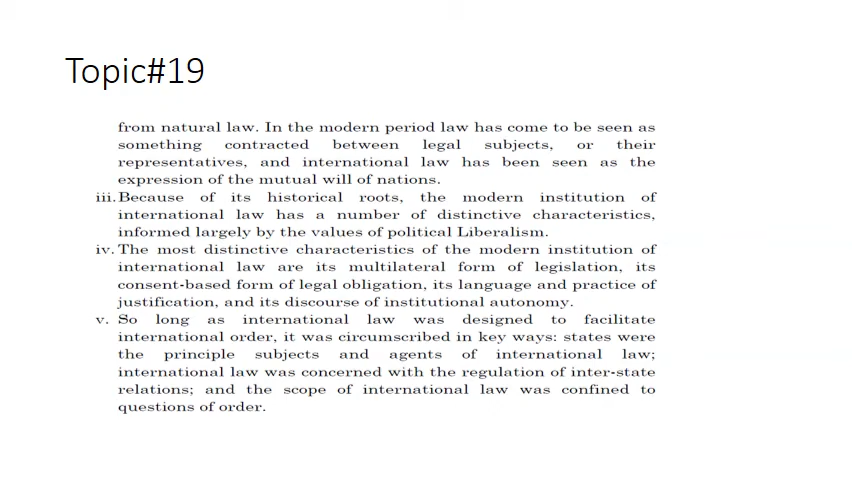 Topic#19
from natural law. In the modern period law has come to be seen as
something contracted between legal subjects, or their
representatives, and international law has been seen as the
expression of the mutual will of nations.
iii. Because of its historical roots, the modern institution of
international law has a number of distinctive characteristics,
informed largely by the values of political Liberalism.
iv. The most distinctive characteristics of the modern institution of
international law are its multilateral form of legislation, its
consent-based form of legal obligation, its language and practice of
justification, and its discourse of institutional autonomy.
v. So long as international law was designed to facilitate
international order, it was circumscribed in key ways: states were
the principle subjects and agents of international law;
international law was concerned with the regulation of inter-state
relations; and the scope of international law was confined to
questions of order.